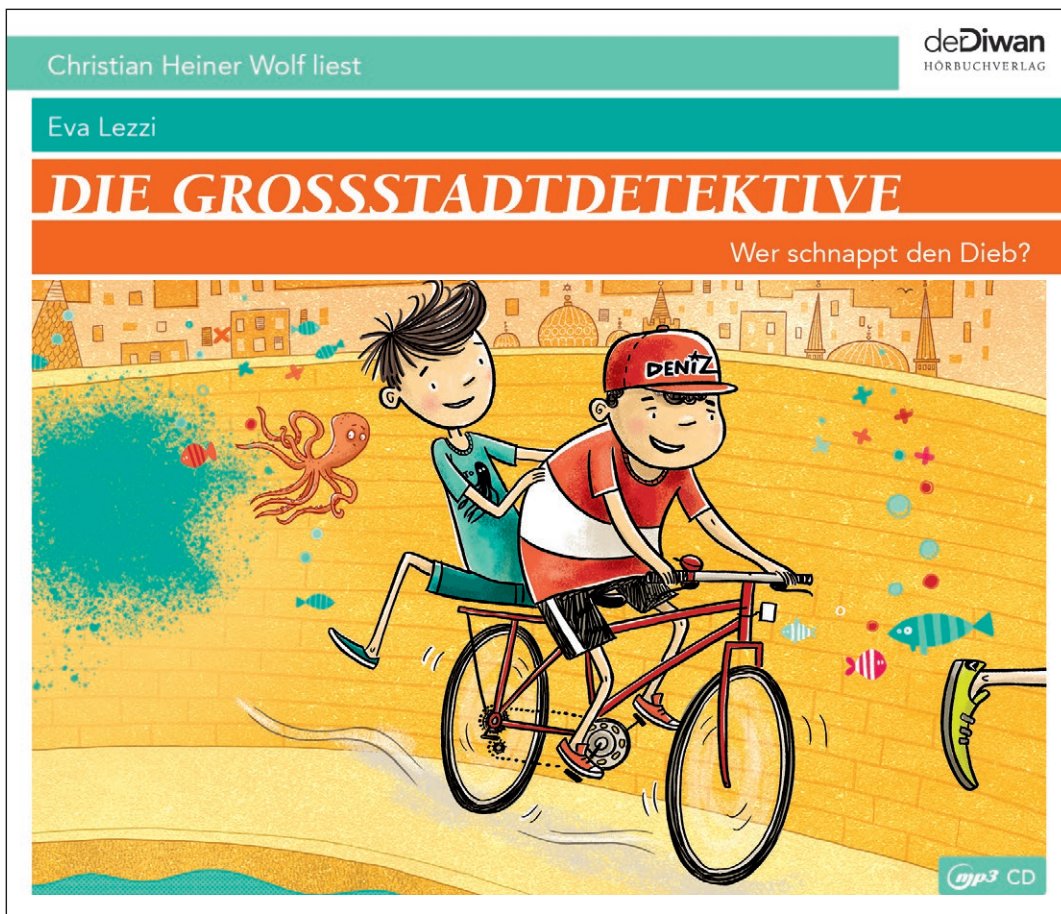 deDiwan
HÖRBUCHVERLAG
Christian Heiner Wolf liest
Eva Lezzi
DIE GROSSSTADTDETEKTIVE
Wer schnappt den Dieb?
DENiZ
mp3 CD